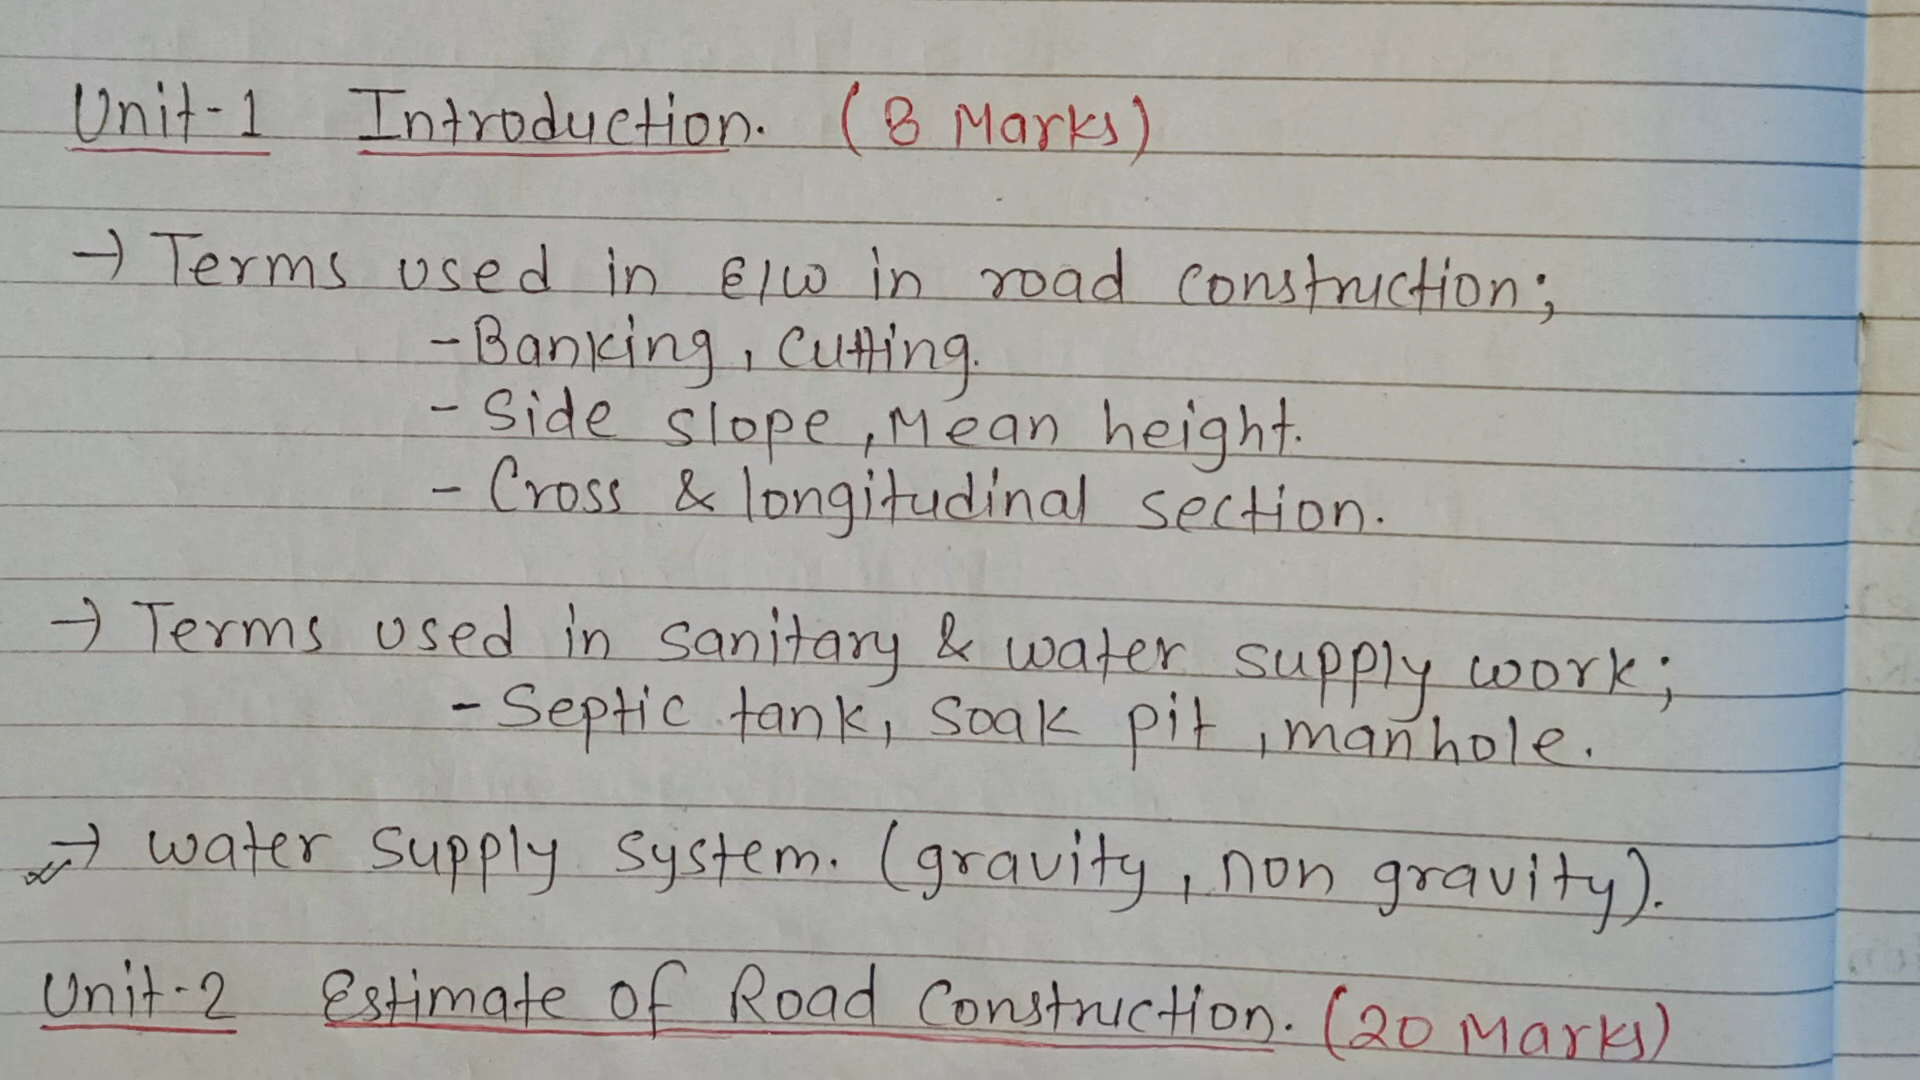 Unit-1 Introduction. (8 Marks)
→ Terms used in E/W in road construction;
- Banking, cutting.
- Side slope, Mean height.
- Cross & longitudinal section.
→ Terms used in sanitary & water supply work;
- Septic tank, Soak pit, manhole.
→ water supply system. (gravity, non gravity).
Unit-2 Estimate of Road Construction. (20 Marks)